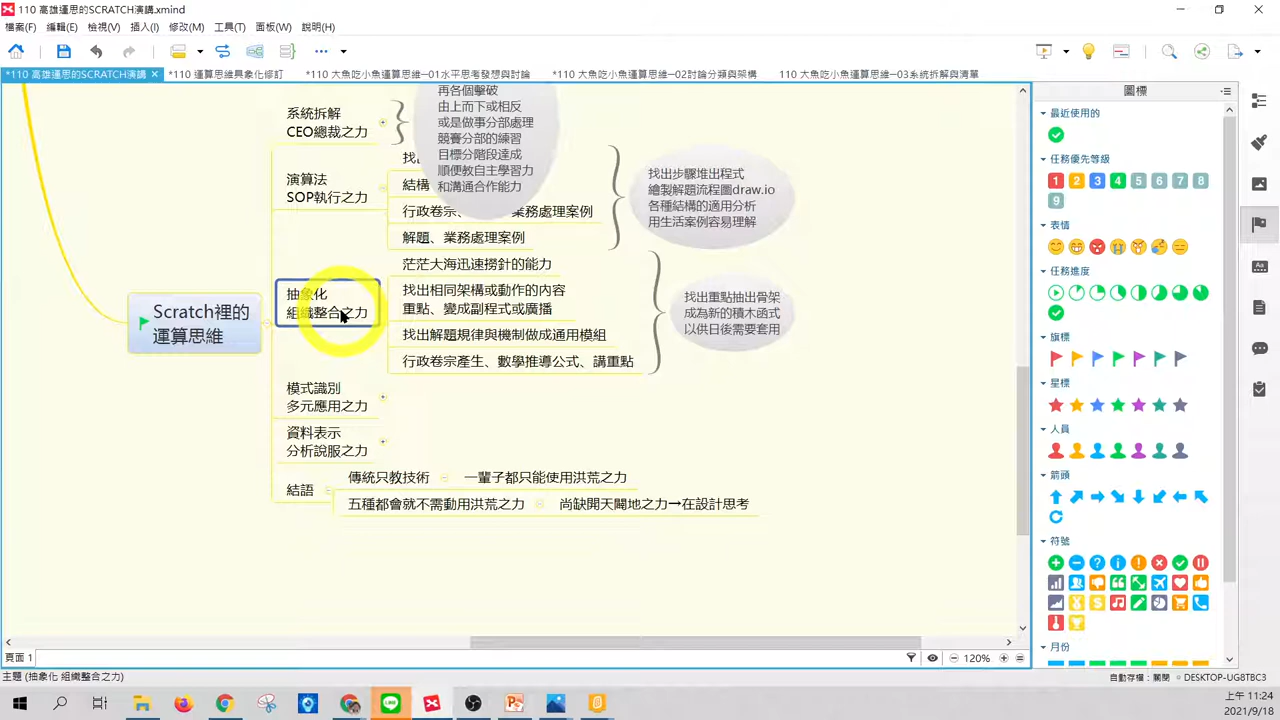 110 高雄運思的SCRATCH演講.xmind
檔案(F) 編輯(E) 檢視(V) 插入(I) 修改(M) 工具(T) 面板(W) 說明(H)
*110 高雄運思的SCRATCH演講
*110 運算思維具象化修訂
*110 大魚吃小魚運算思維—01水平思考發想與討論
*110 大魚吃小魚運算思維—02討論分類與架構
110 大魚吃小魚運算思維—03系統拆解與清單
Scratch裡的
運算思維
系統拆解
CEO總裁之力
再各個擊破
由上而下或相反
或是做事分部處理
競賽分部的練習
目標分階段達成
順便教自主學習力
和溝通合作能力
演算法
SOP執行之力
找出
結構
行政卷宗、
業務處理案例
解題、業務處理案例
找出步驟堆出程式
繪製解題流程圖draw.io
各種結構的適用分析
用生活案例容易理解
抽象化
組織整合之力
茫茫大海迅速撈針的能力
找出相同架構或動作的內容
重點、變成副程式或廣播
找出解題規律與機制做成通用模組
行政卷宗產生、數學推導公式、講重點
找出重點抽出骨架
成為新的積木函式
以供日後需要套用
模式識別
多元應用之力
資料表示
分析說服之力
結語
傳統只教技術
一輩子都只能使用洪荒之力
五種都會就不需動用洪荒之力
尚缺開天闢地之力→在設計思考
圖標
最近使用的
任務優先等級
1 2 3 4 5 6 7 8
9
表情
任務進度
旗標
星標
人員
箭頭
符號
月份
頁面 1
120%
主題 (抽象化 組織整合之力)
自動存檔：關閉
DESKTOP-UG8TBC3
上午 11:24
2021/9/18